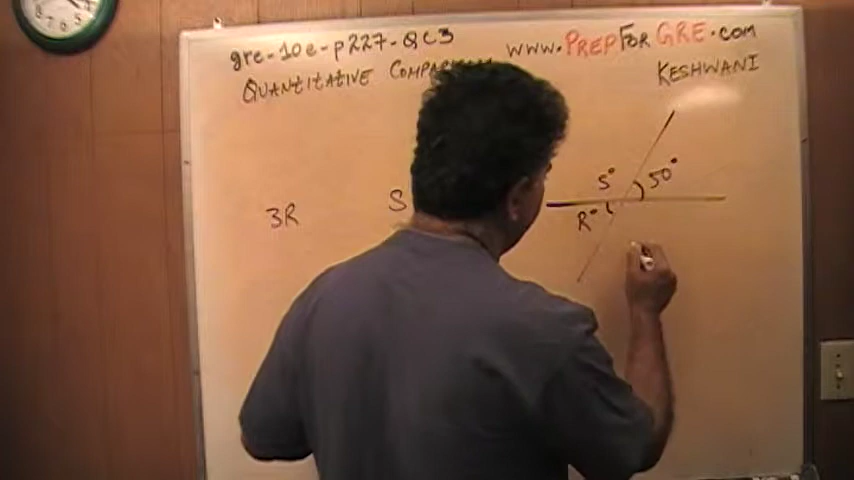 gre-10e-p227-QC3
www.PREPFORGRE.com
QUANTITATIVE
KESHWANI
S° 50°
3R S R°